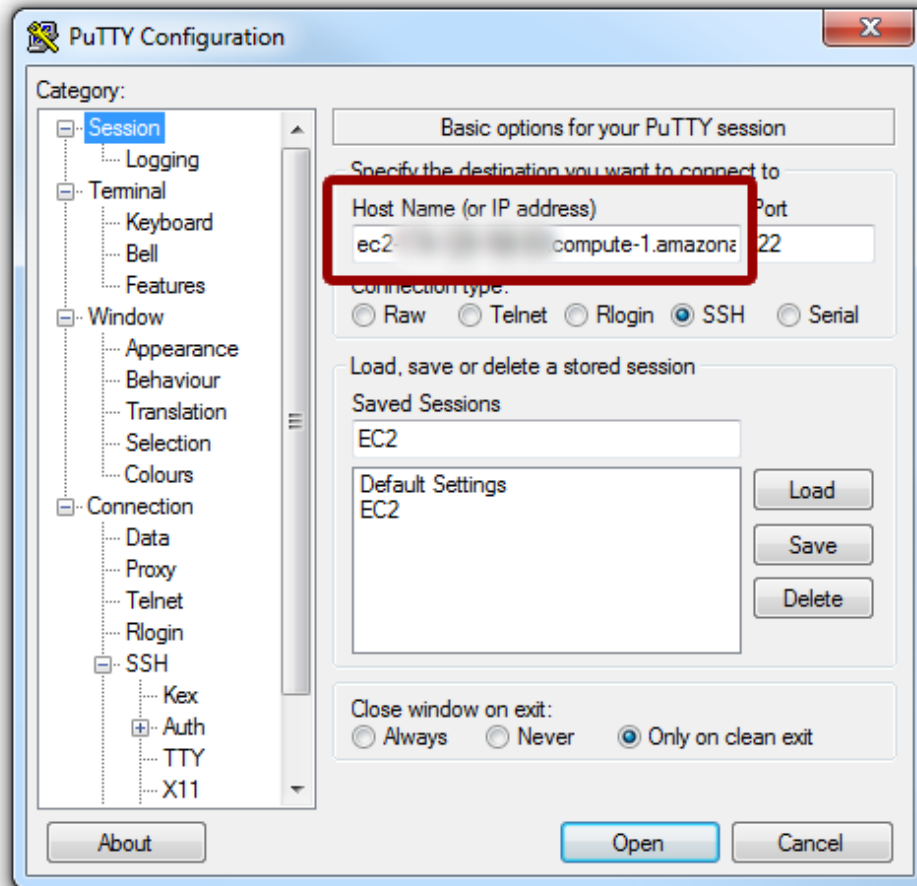 PuTTY Configuration
Category:
Session
Logging
Terminal
Keyboard
Bell
Features
Window
Appearance
Behaviour
Translation
Selection
Colours
Connection
Data
Proxy
Telnet
Rlogin
SSH
Kex
Auth
TTY
X11
Basic options for your PuTTY session
Specify the destination you want to connect to
Host Name (or IP address) Port
ec2- compute-1.amazona 22
Connection type:
Raw Telnet Rlogin SSH Serial
Load, save or delete a stored session
Saved Sessions
EC2
Default Settings
EC2
Load
Save
Delete
Close window on exit:
Always Never Only on clean exit
About Open Cancel